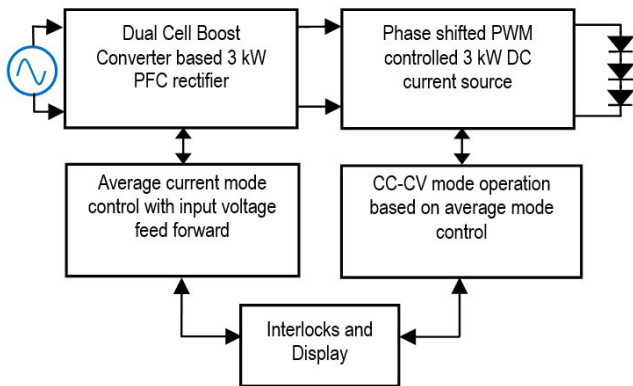 Dual Cell Boost
Converter based 3 kW
PFC rectifier
Phase shifted PWM
controlled 3 kW DC
current source
Average current mode
control with input voltage
feed forward
CC-CV mode operation
based on average mode
control
Interlocks and
Display